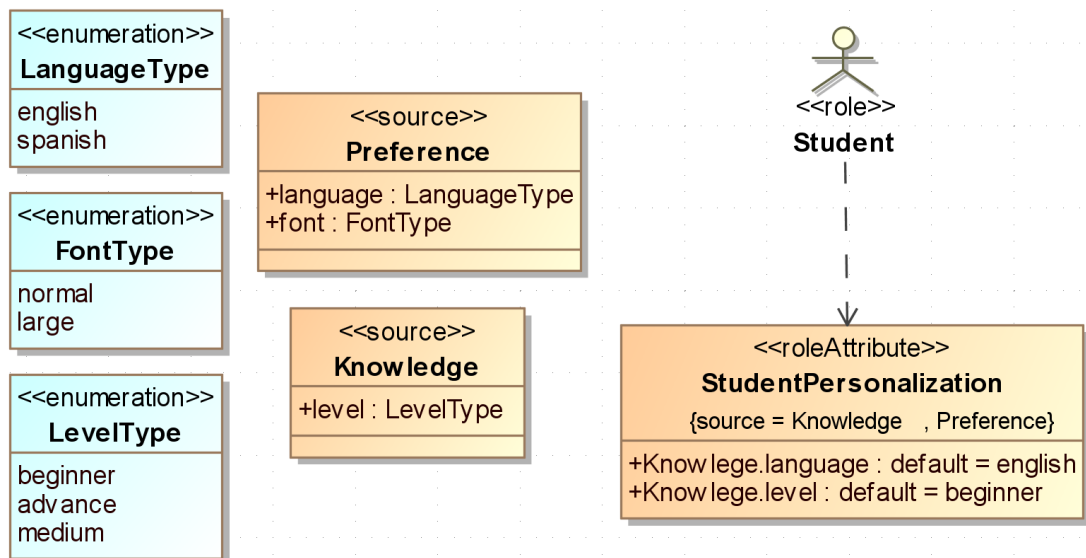 <<enumeration>>
LanguageType
english
spanish
<<enumeration>>
FontType
normal
large
<<enumeration>>
LevelType
beginner
advance
medium
<<source>>
Preference
+language : LanguageType
+font : FontType
<<source>>
Knowledge
+level : LevelType
<<role>>
Student
<<roleAttribute>>
StudentPersonalization
{source = Knowledge , Preference}
+Knowlege.language : default = english
+Knowlege.level : default = beginner